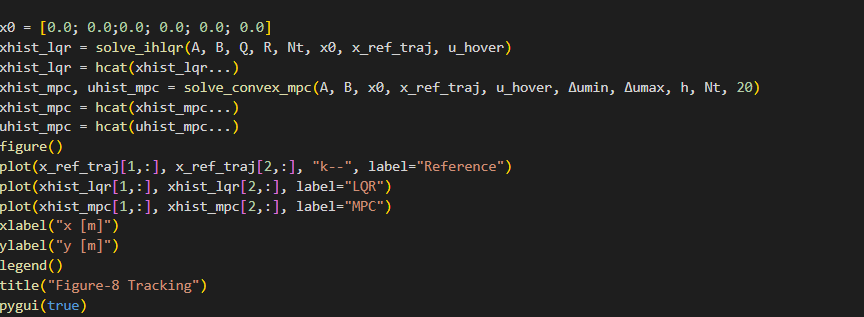 x0 = [0.0; 0.0;0.0; 0.0; 0.0; 0.0]
xhist_lqr = solve_ihlqr(A, B, Q, R, Nt, x0, x_ref_traj, u_hover)
xhist_lqr = hcat(xhist_lqr...)
xhist_mpc, uhist_mpc = solve_convex_mpc(A, B, x0, x_ref_traj, u_hover, Δumin, Δumax, h, Nt, 20)
xhist_mpc = hcat(xhist_mpc...)
uhist_mpc = hcat(uhist_mpc...)
figure()
plot(x_ref_traj[1,:], x_ref_traj[2,:], "k--", label="Reference")
plot(xhist_lqr[1,:], xhist_lqr[2,:], label="LQR")
plot(xhist_mpc[1,:], xhist_mpc[2,:], label="MPC")
xlabel("x [m]")
ylabel("y [m]")
legend()
title("Figure-8 Tracking")
pygui(true)